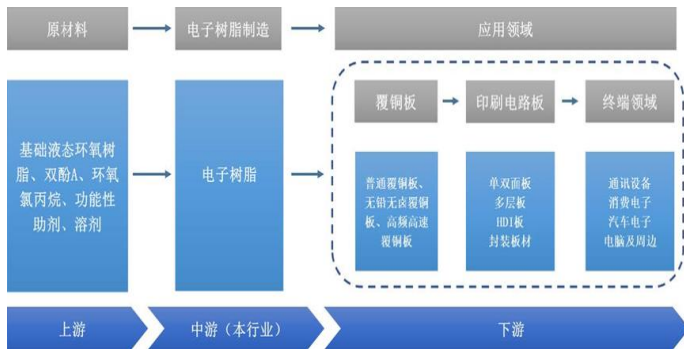 原材料
电子树脂制造
应用领域
覆铜板
印刷电路板
终端领域
基础液态环氧树
脂、双酚A、环氧
氯丙烷、功能性
助剂、溶剂
电子树脂
普通覆铜板、
无铅无卤覆铜
板、高频高速
覆铜板
单双面板
多层板
HDI板
封装板材
通讯设备
消费电子
汽车电子
电脑及周边
上游
中游（本行业）
下游